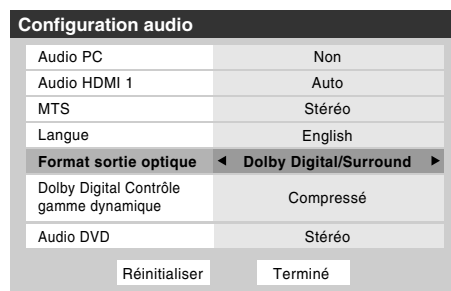 Configuration audio
Audio PC Non
Audio HDMI 1 Auto
MTS Stéréo
Langue English
Format sortie optique ◀ Dolby Digital/Surround ▶
Dolby Digital Contrôle
gamme dynamique Compressé
Audio DVD Stéréo
Réinitialiser Terminé